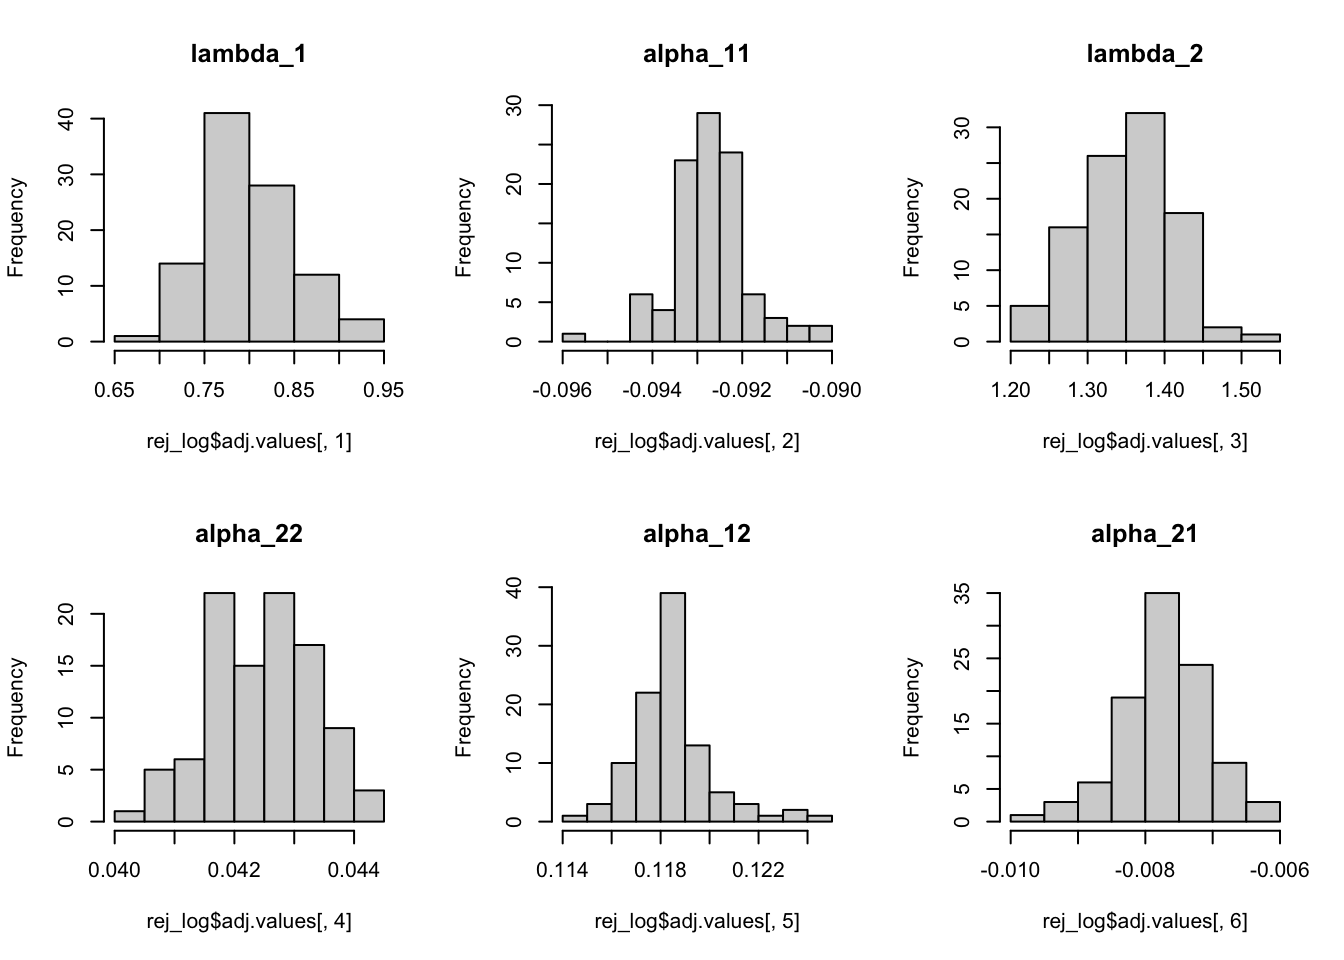 lambda_1
Frequency
0 10 20 30 40
0.65 0.75 0.85 0.95
rej_log$adj.values[, 1]
alpha_11
Frequency
0 5 10 20 30
-0.096 -0.094 -0.092 -0.090
rej_log$adj.values[, 2]
lambda_2
Frequency
0 5 10 20 30
1.20 1.30 1.40 1.50
rej_log$adj.values[, 3]
alpha_22
Frequency
0 5 10 15 20
0.040 0.042 0.044
rej_log$adj.values[, 4]
alpha_12
Frequency
0 10 20 30 40
0.114 0.118 0.122
rej_log$adj.values[, 5]
alpha_21
Frequency
0 5 15 25 35
-0.010 -0.008 -0.006
rej_log$adj.values[, 6]